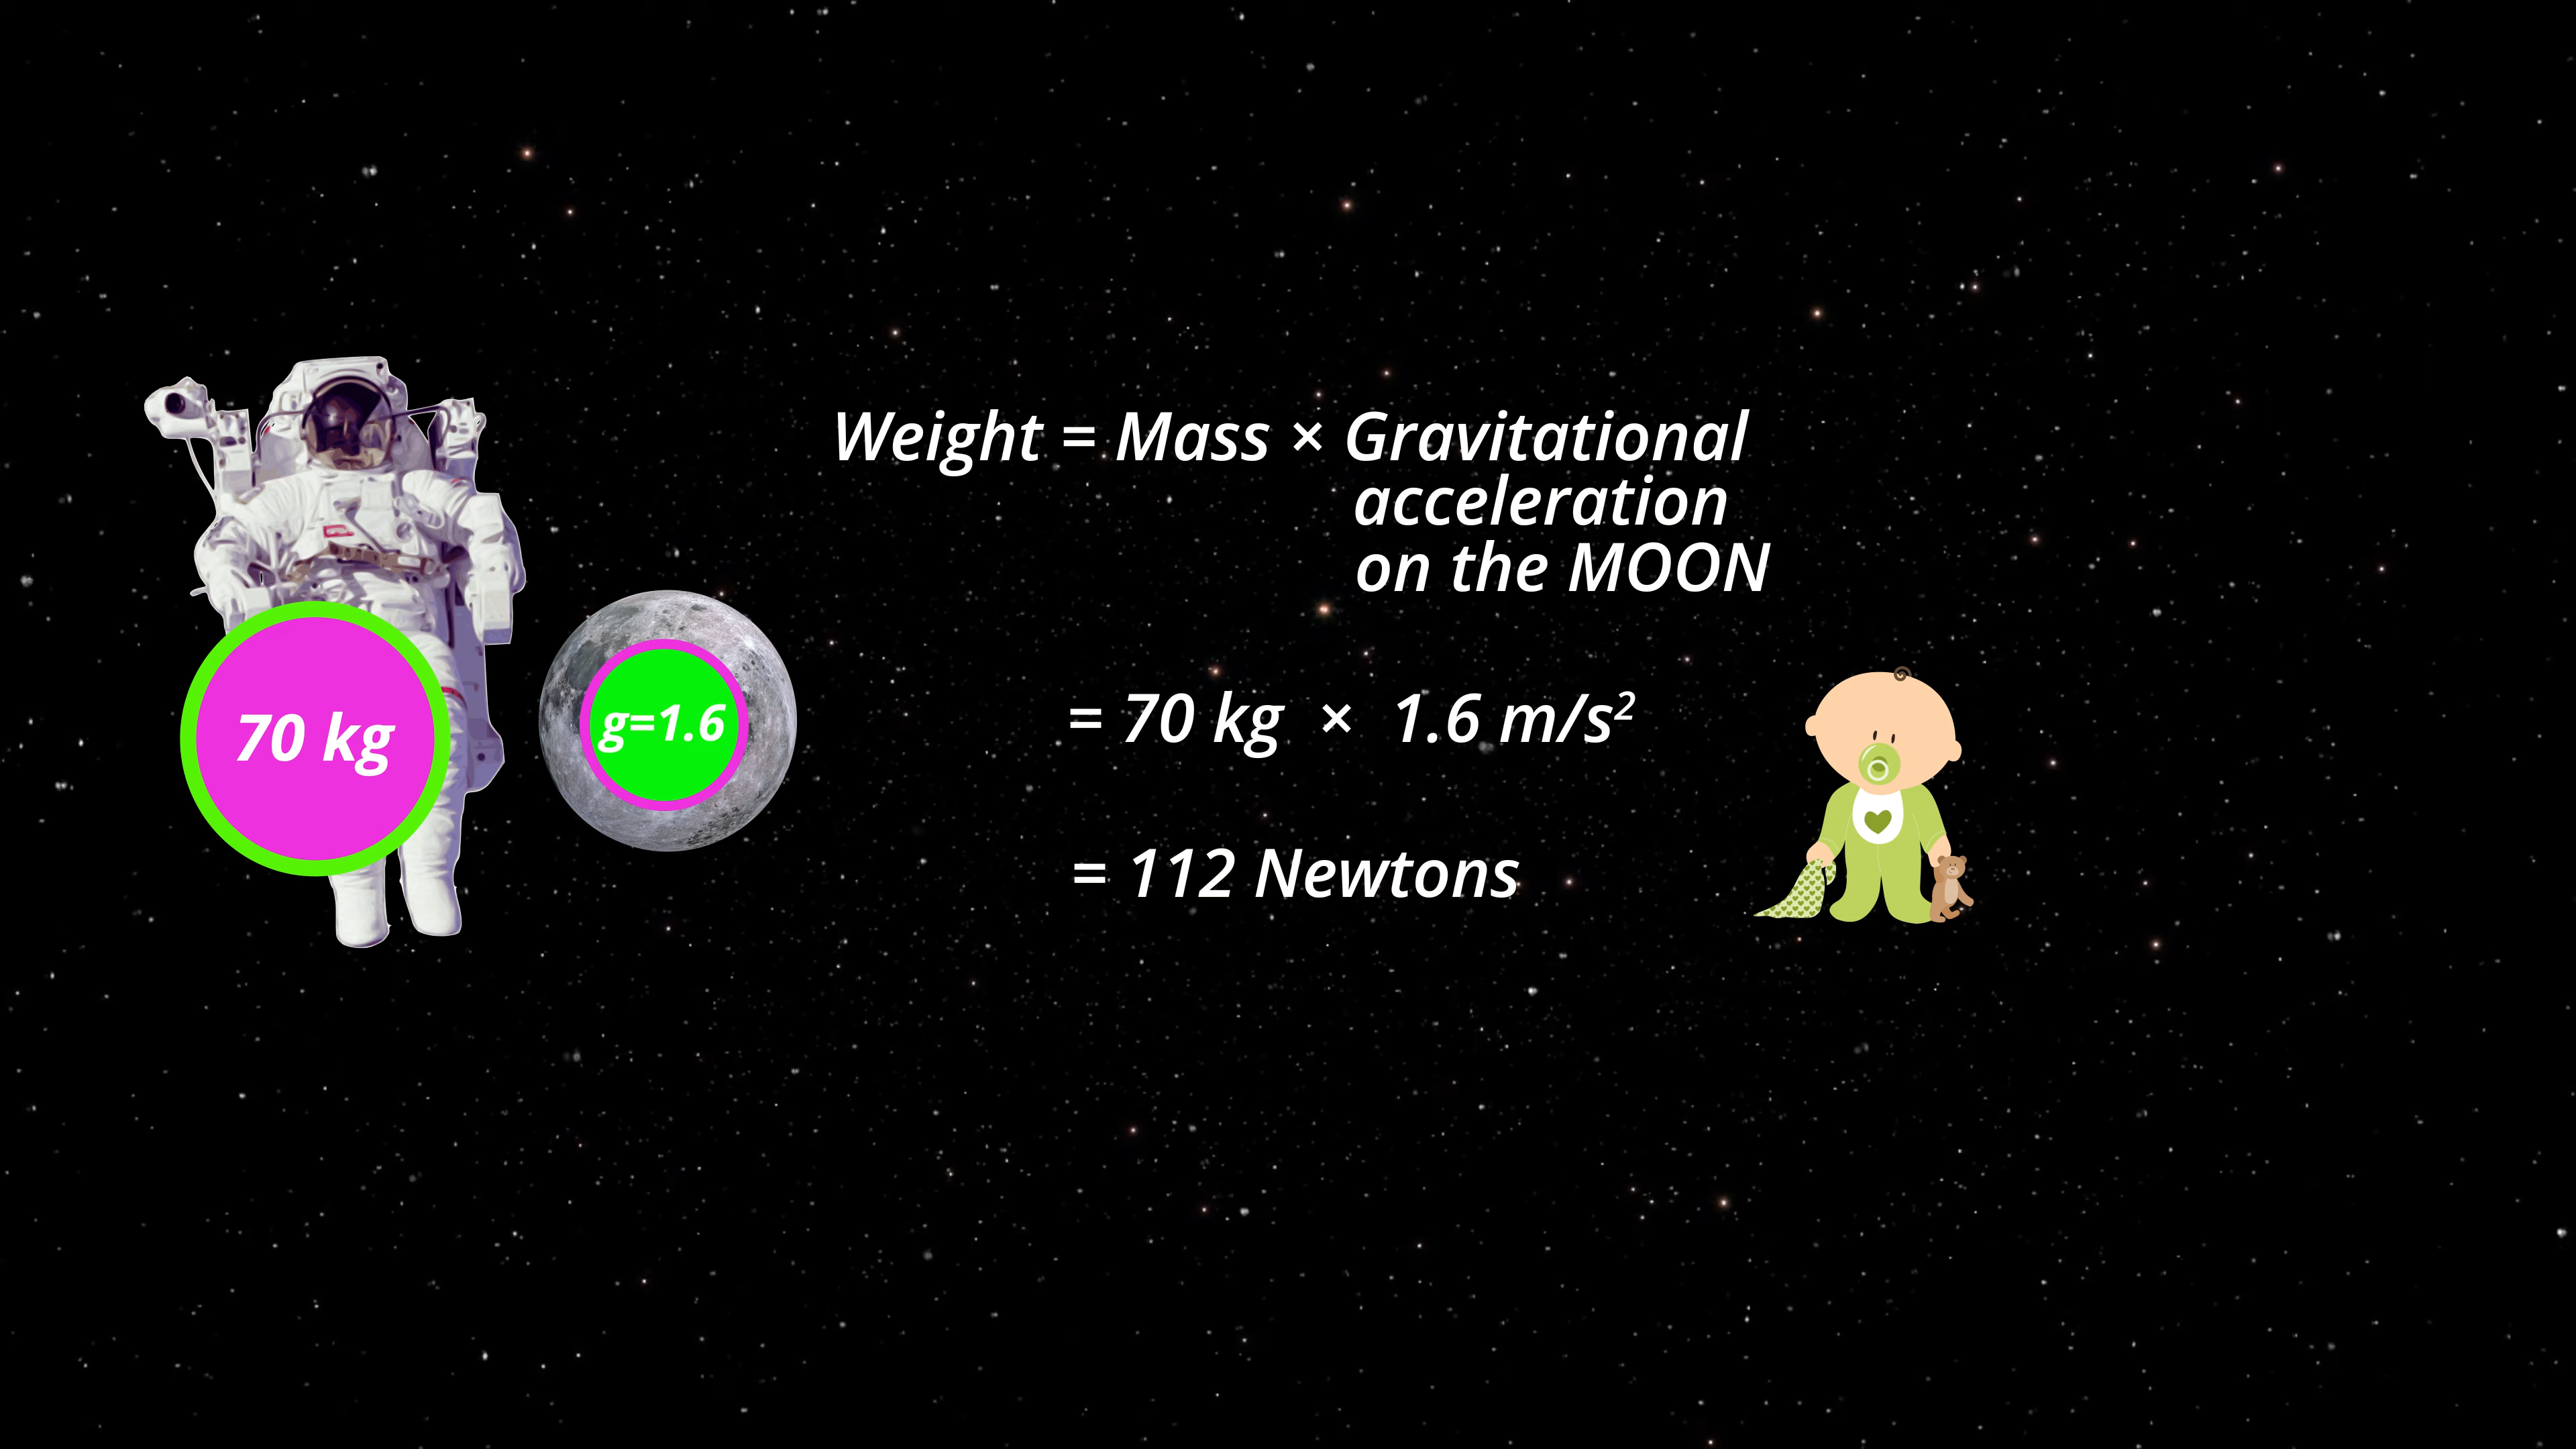 Weight = Mass × Gravitational
acceleration
on the MOON
70 kg
g=1.6
= 70 kg × 1.6 m/s²
= 112 Newtons